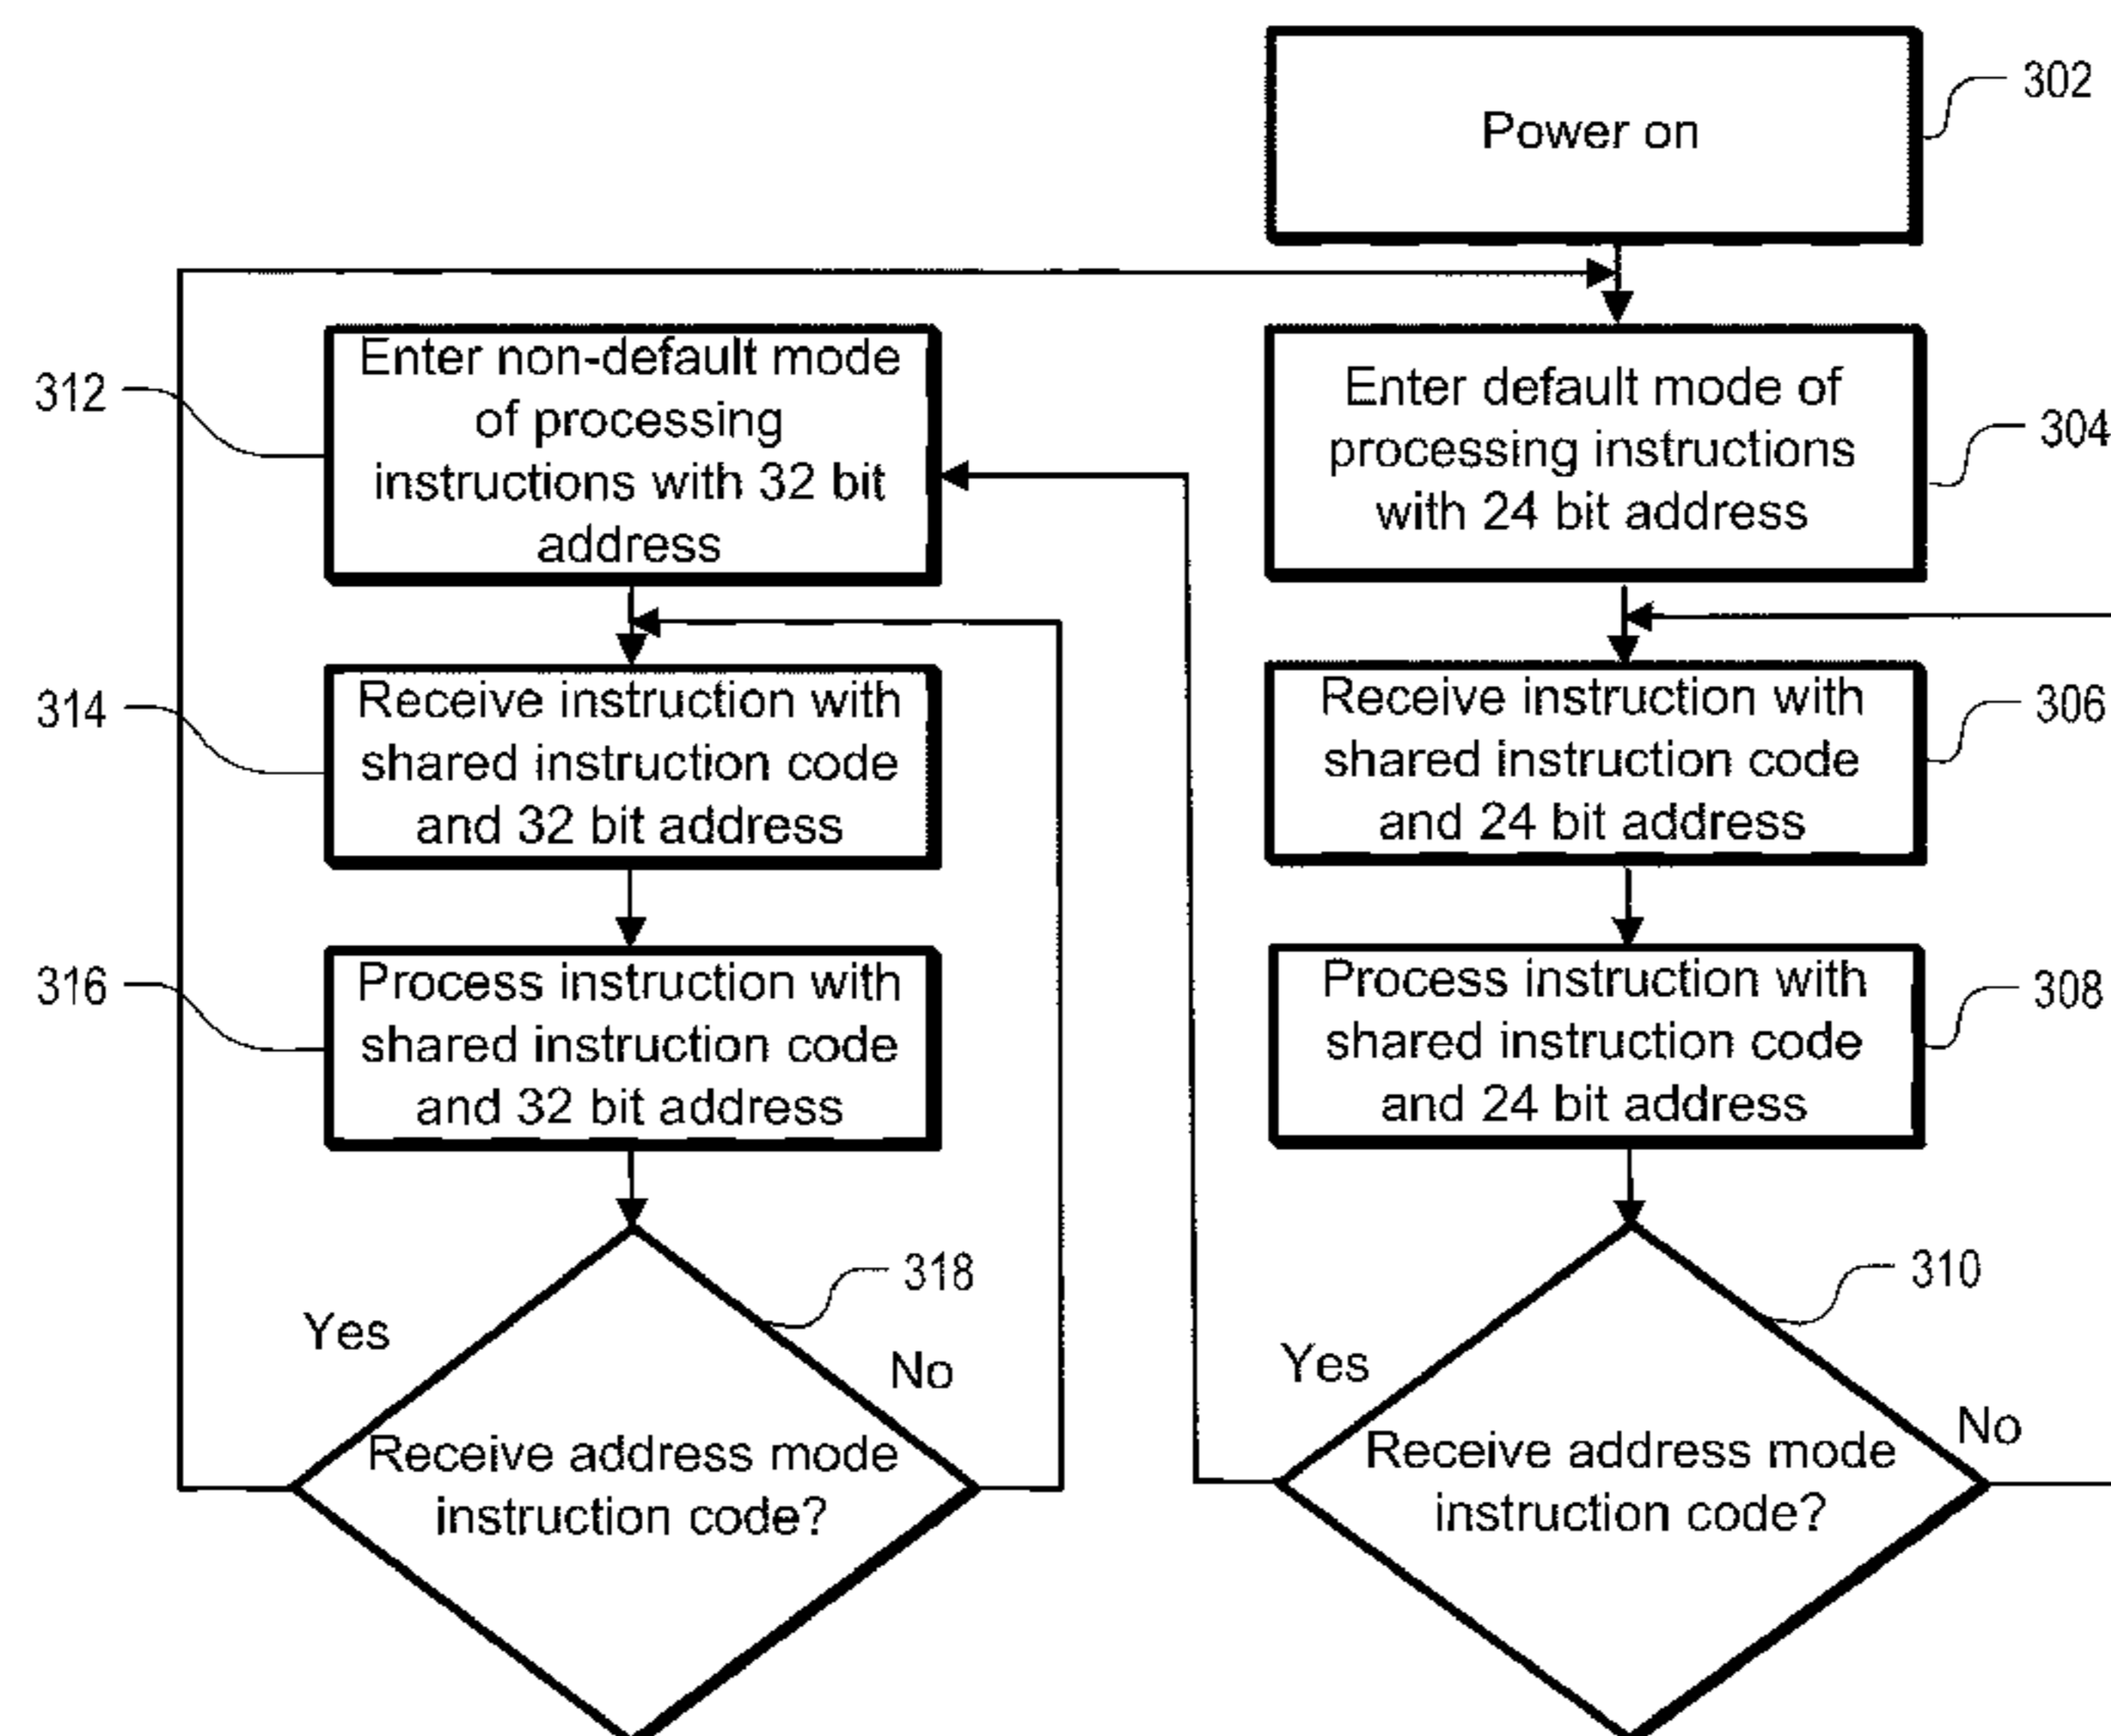 Power on
302
Enter default mode of
processing instructions
with 24 bit address
304
Receive instruction with
shared instruction code
and 24 bit address
306
Process instruction with
shared instruction code
and 24 bit address
308
310
Yes
No
Receive address mode
instruction code?
312
Enter non-default mode
of processing
instructions with 32 bit
address
314
Receive instruction with
shared instruction code
and 32 bit address
316
Process instruction with
shared instruction code
and 32 bit address
318
Yes
No
Receive address mode
instruction code?